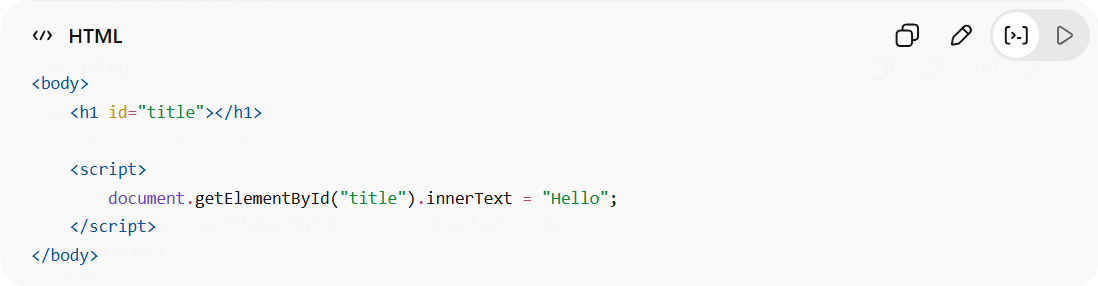 HTML
<body>
<h1 id="title"></h1>
<script>
document.getElementById("title").innerText = "Hello";
</script>
</body>